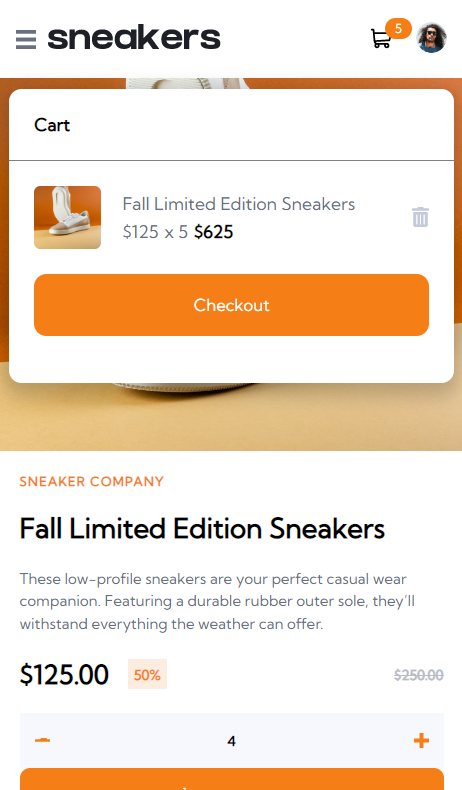 sneakers
5
Cart
Fall Limited Edition Sneakers
$125 x 5 $625
Checkout
SNEAKER COMPANY
Fall Limited Edition Sneakers
These low-profile sneakers are your perfect casual wear
companion. Featuring a durable rubber outer sole, they’ll
withstand everything the weather can offer.
$125.00 50% $250.00
4